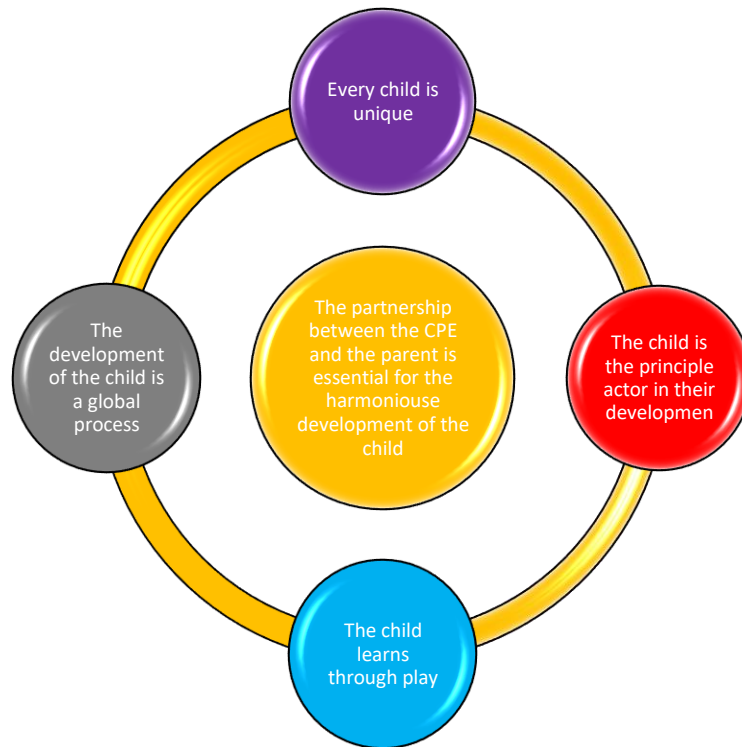 Every child is
unique
The partnership
between the CPE
and the parent is
essential for the
harmoniouse
development of the
child
The child is
the principle
actor in their
developmen
The
development
of the child is
a global
process
The child
learns
through play